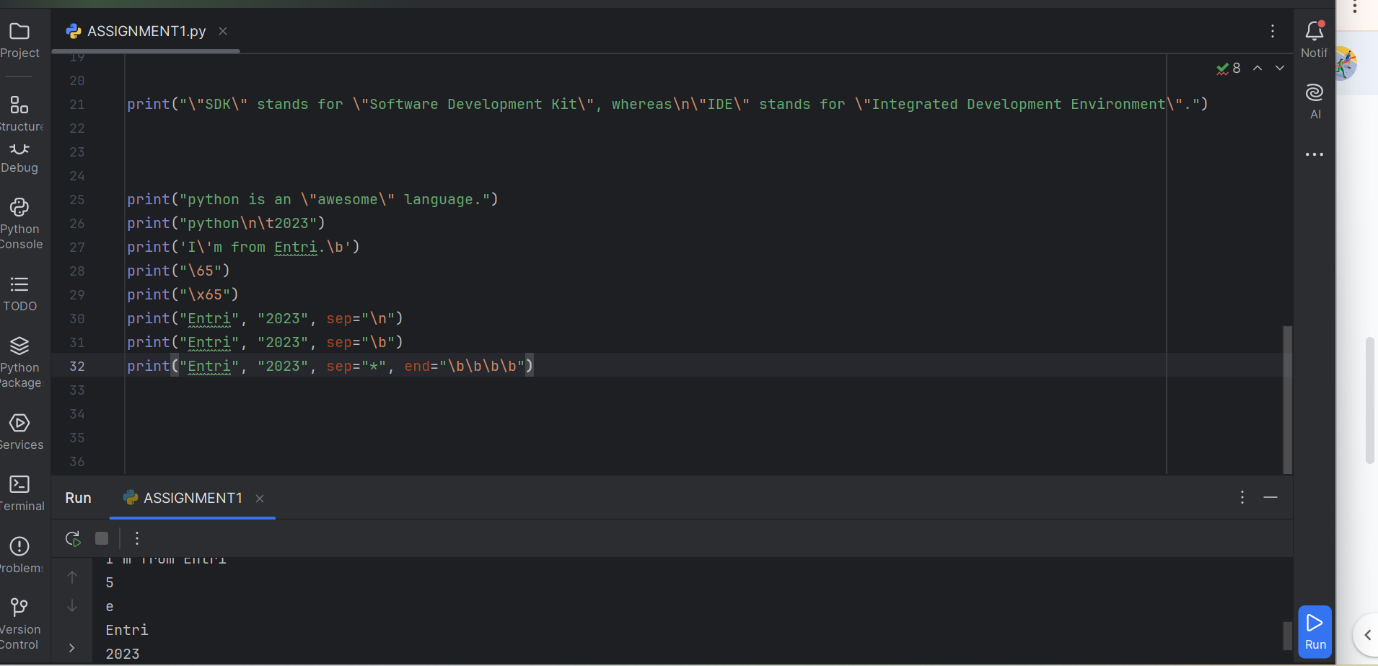 ASSIGNMENT1.py
Project
Notif
19
20
8
21 print("\"SDK\" stands for \"Software Development Kit\", whereas\n\"IDE\" stands for \"Integrated Development Environment\".")
AI
Structure
22
23
Debug
24
25 print("python is an \"awesome\" language.")
26 print("python\n\t2023")
Python
Console
27 print('I\'m from Entri.\b')
28 print("\65")
29 print("\x65")
TODO
30 print("Entri", "2023", sep="\n")
31 print("Entri", "2023", sep="\b")
32 print("Entri", "2023", sep="*", end="\b\b\b\b")
Python
Package
33
34
35
Services
36
Run ASSIGNMENT1
Terminal
I'm from Entri
Problem
5
e
Entri
Version
Control
2023
Run